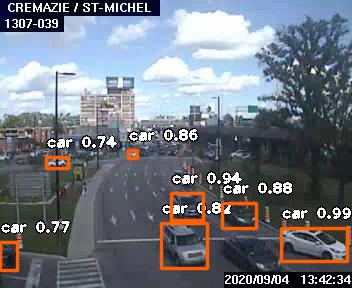 CREMAZIE / ST-MICHEL
1307-039
car 0.74
car 0.86
car 0.94
car 0.88
car 0.82
car 0.99
car 0.77
2020/09/04 13:42:34